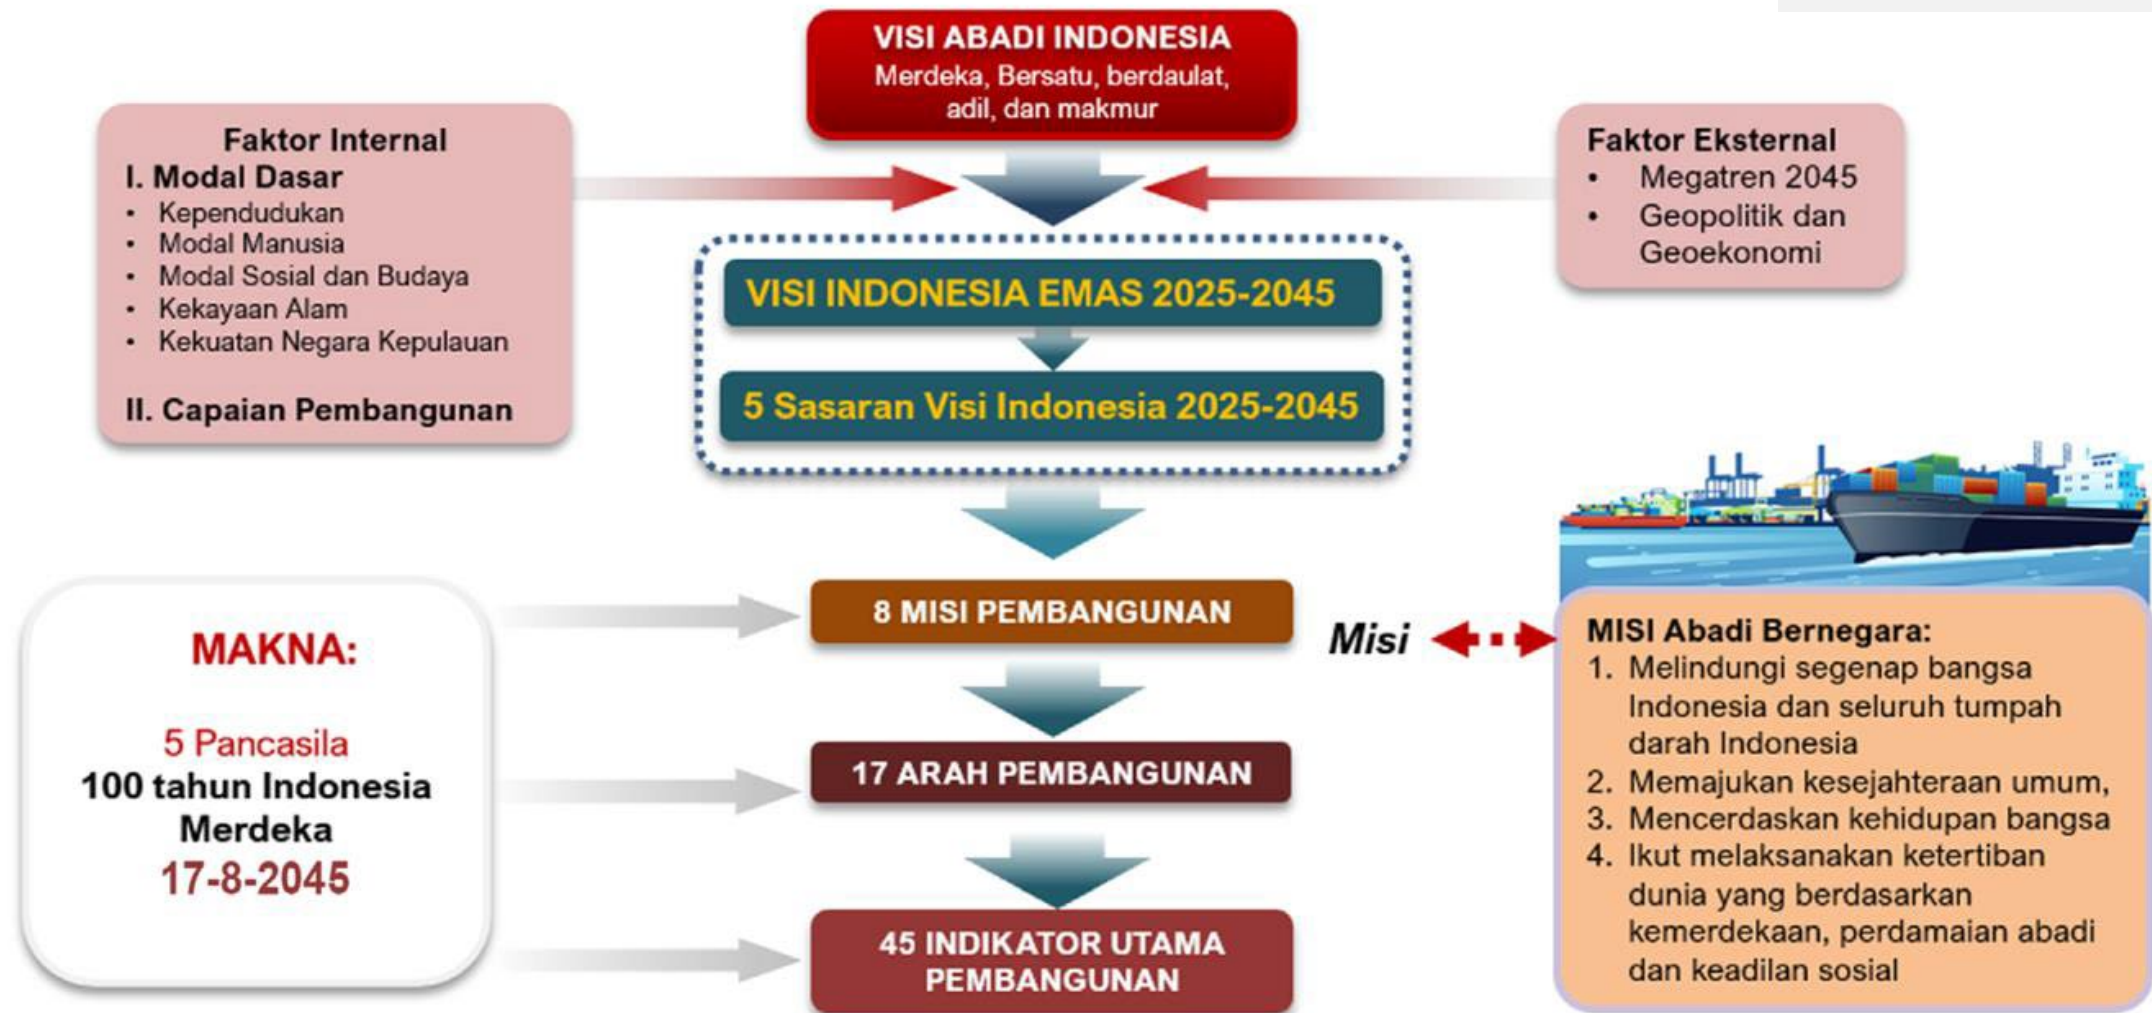 VISI ABADI INDONESIA
Merdeka, Bersatu, berdaulat,
adil, dan makmur
Faktor Internal
I. Modal Dasar
• Kependudukan
• Modal Manusia
• Modal Sosial dan Budaya
• Kekayaan Alam
• Kekuatan Negara Kepulauan
II. Capaian Pembangunan
Faktor Eksternal
• Megatren 2045
• Geopolitik dan
Geoekonomi
VISI INDONESIA EMAS 2025-2045
5 Sasaran Visi Indonesia 2025-2045
MAKNA:
5 Pancasila
100 tahun Indonesia
Merdeka
17-8-2045
8 MISI PEMBANGUNAN
17 ARAH PEMBANGUNAN
45 INDIKATOR UTAMA
PEMBANGUNAN
Misi
MISI Abadi Bernegara:
1. Melindungi segenap bangsa
Indonesia dan seluruh tumpah
darah Indonesia
2. Memajukan kesejahteraan umum,
3. Mencerdaskan kehidupan bangsa
4. Ikut melaksanakan ketertiban
dunia yang berdasarkan
kemerdekaan, perdamaian abadi
dan keadilan sosial